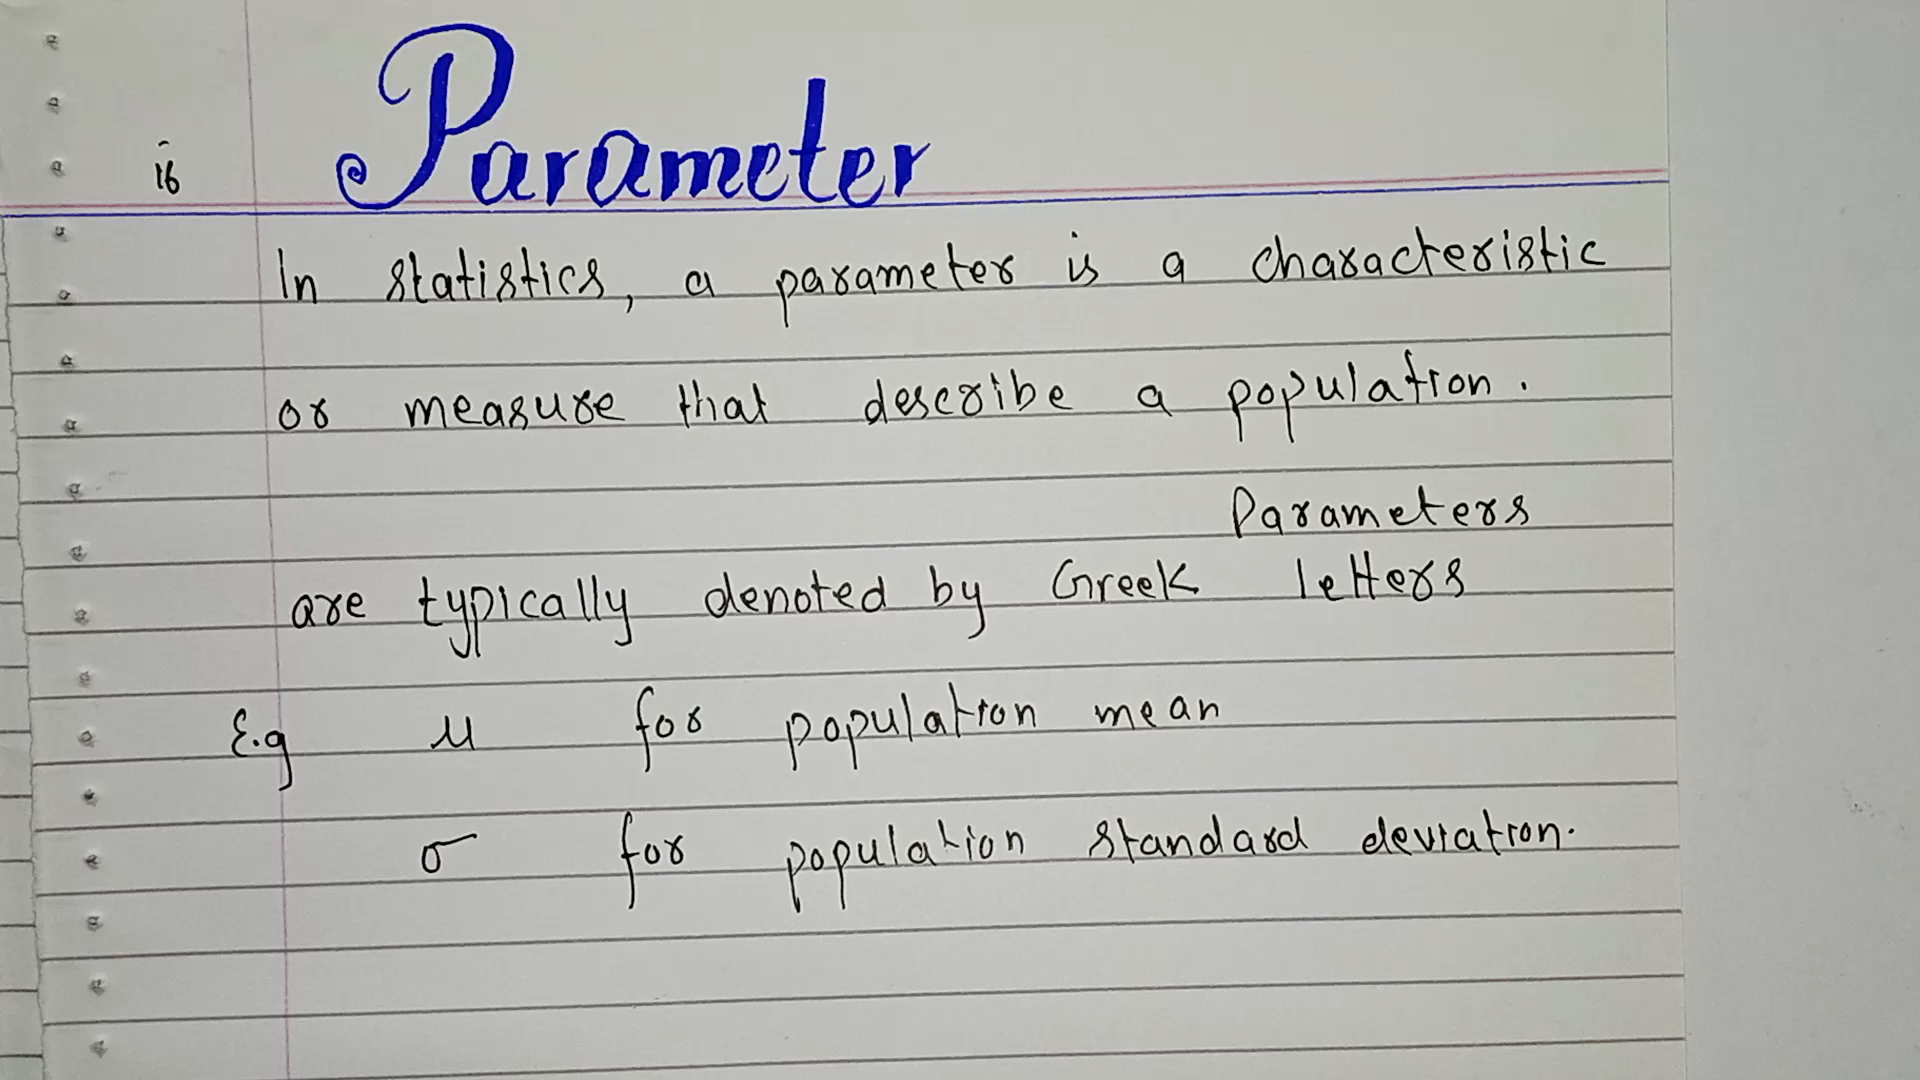 Parameter
In statistics, a parameter is a characteristic
or measure that describe a population.
Parameters
are typically denoted by Greek letters
E.g μ for population mean
σ for population standard deviation.